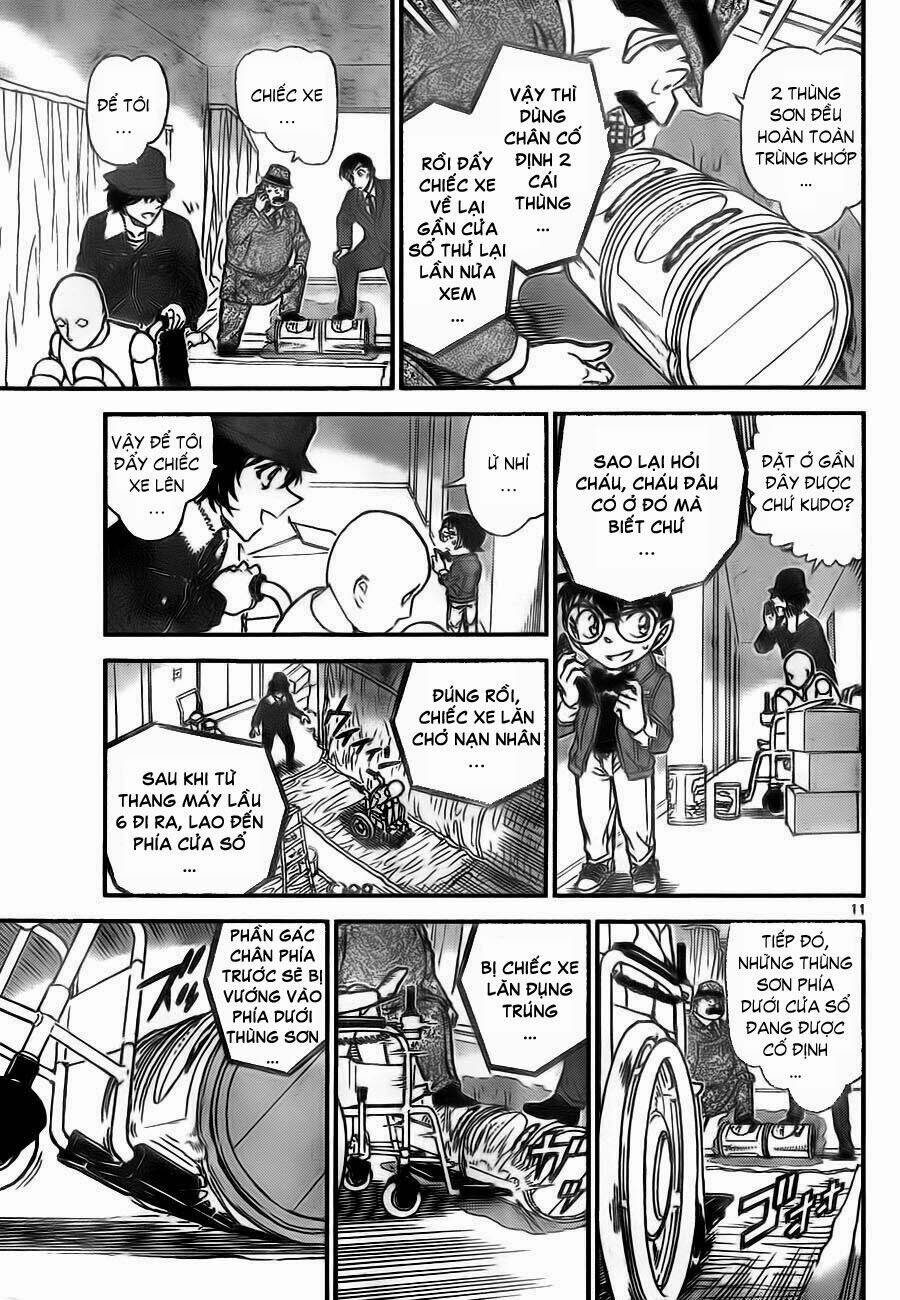 2 THÙNG
SƠN ĐỀU
HOÀN TOÀN
TRÙNG KHỚP
...
VẬY THÌ
DÙNG
CHÂN CỐ
ĐỊNH 2
CÁI
THÙNG
...
RỒI ĐẨY
CHIẾC XE
VỀ LẠI
GẦN CỬA
SỔ THỬ LẠI
LẦN NỮA
XEM
...
CHIẾC XE
...
ĐỂ TÔI
...
ĐẶT Ở GẦN
ĐÂY ĐƯỢC
CHỨ KUDO?
SAO LẠI HỎI
CHÁU, CHÁU ĐÂU
CÓ Ở ĐÓ MÀ
BIẾT CHỨ
...
Ừ NHỈ
...
VẬY ĐỂ TÔI
ĐẨY CHIẾC
XE LÊN
...
ĐÚNG RỒI,
CHIẾC XE LĂN
CHỞ NẠN NHÂN
...
SAU KHI TỪ
THANG MÁY LẦU
6 ĐI RA, LAO ĐẾN
PHÍA CỬA SỔ
...
11
TIẾP ĐÓ,
NHỮNG THÙNG
SƠN PHÍA
DƯỚI CỬA SỔ
ĐANG ĐƯỢC
CỐ ĐỊNH
...
ゴォォ
BỊ CHIẾC XE
LĂN ĐỤNG
TRÚNG
...
PHẦN GÁC
CHÂN PHÍA
TRƯỚC SẼ BỊ
VƯỚNG VÀO
PHÍA DƯỚI
THÙNG SƠN
...